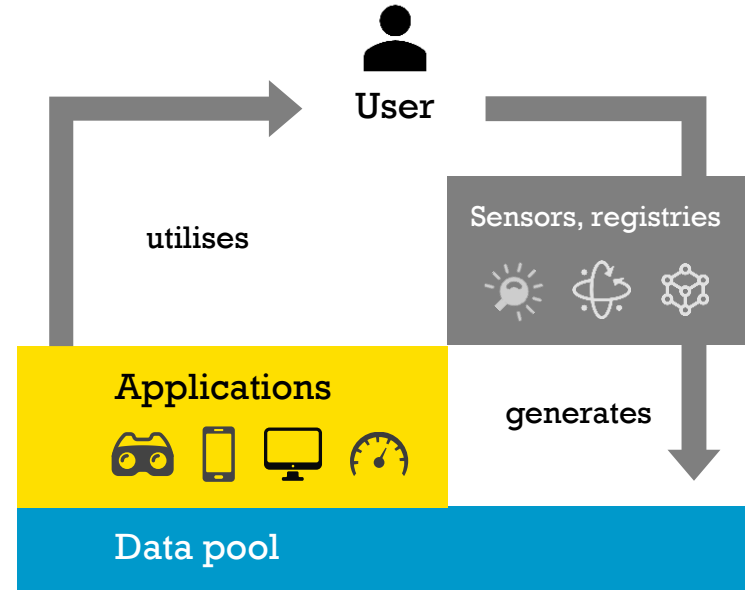 User
Sensors, registries
utilises
Applications
generates
Data pool